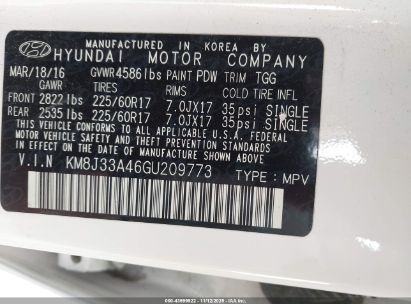 MANUFACTURED IN KOREA BY
HYUNDAI MOTOR COMPANY
MAR/18/16 GVWR4586lbs PAINT PDW TRIM TGG
GAWR TIRES RIMS COLD TIRE INFL
FRONT 2822 lbs 225/60R17 7.0JX17 35psi SINGLE
REAR 2535 lbs 225/60R17 7.0JX17 35psi SINGLE
THIS VEHICLE CONFORMS TO ALL APPLICABLE U.S.A. FEDERAL
MOTOR VEHICLE SAFETY, BUMPER, AND THEFT PREVENTION
STANDARDS IN EFFECT ON THE DATE OF MANUFACTURE SHOWN ABOVE.
V.I.N KM8J33A46GU209773 TYPE : MPV